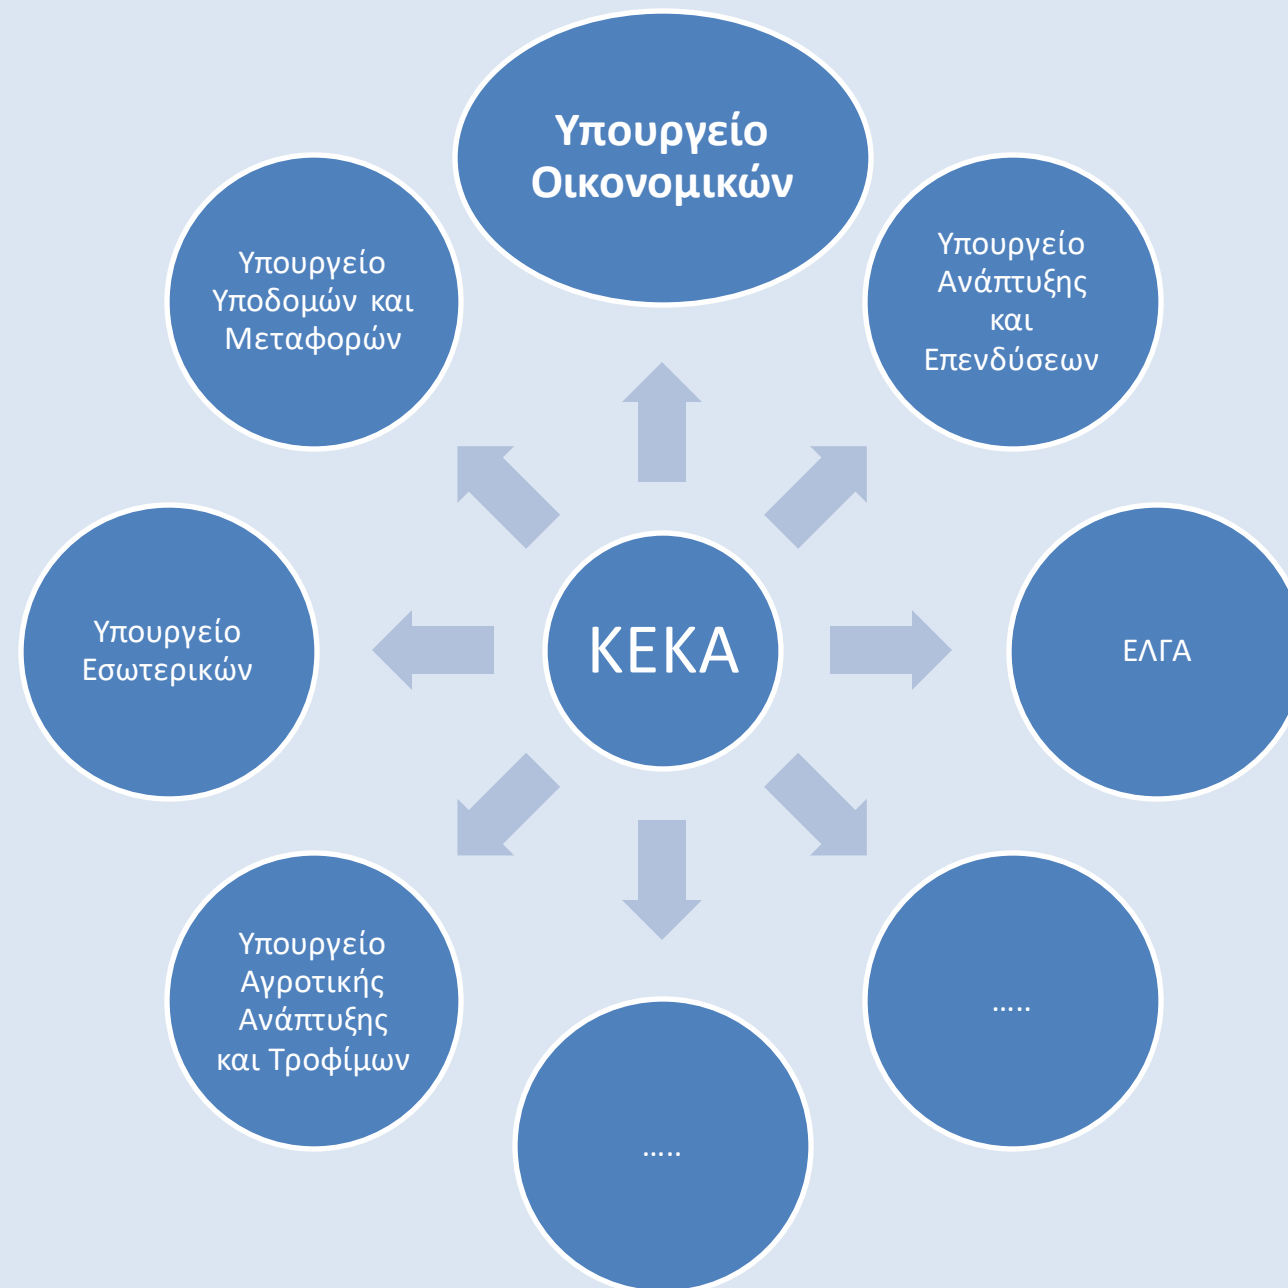 Υπουργείο
Οικονομικών
Υπουργείο
Υποδομών και
Μεταφορών
Υπουργείο
Ανάπτυξης
και
Επενδύσεων
Υπουργείο
Εσωτερικών
ΚΕΚΑ
ΕΛΓΑ
Υπουργείο
Αγροτικής
Ανάπτυξης
και Τροφίμων
.....
.....